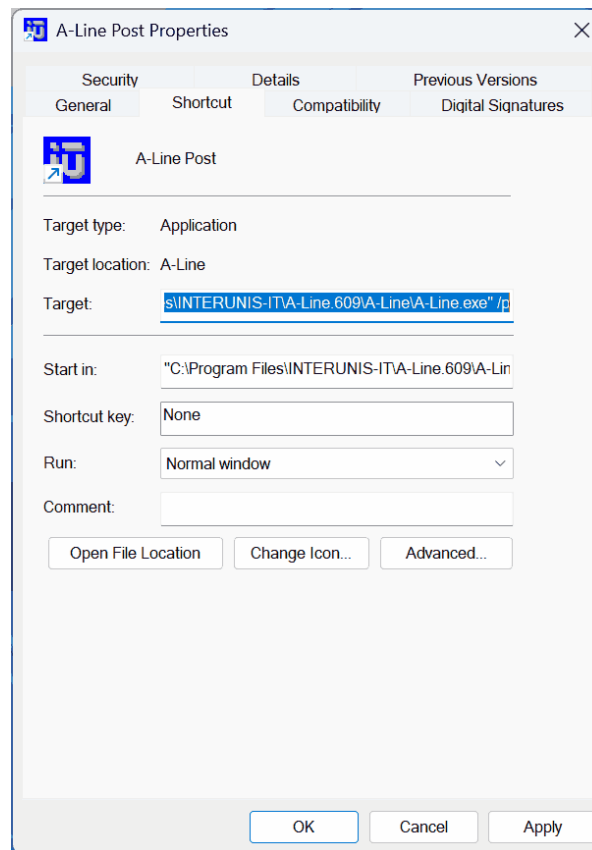 A-Line Post Properties
Security Details Previous Versions
General Shortcut Compatibility Digital Signatures
A-Line Post
Target type: Application
Target location: A-Line
Target: s\INTERUNIS-IT\A-Line.609\A-Line\A-Line.exe" /p
Start in: "C:\Program Files\INTERUNIS-IT\A-Line.609\A-Lin
Shortcut key: None
Run: Normal window
Comment:
Open File Location Change Icon... Advanced...
OK Cancel Apply